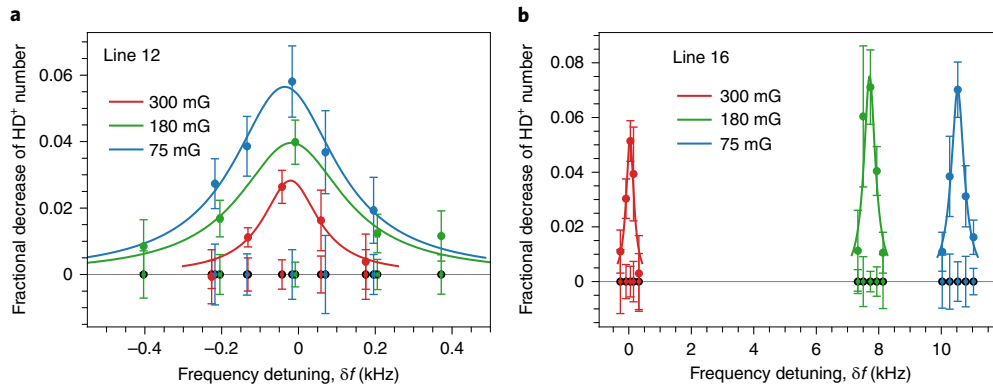 a
Line 12
300 mG
180 mG
75 mG
Fractional decrease of HD⁺ number
0.06
0.04
0.02
0
−0.4
−0.2
0
0.2
0.4
Frequency detuning, δf (kHz)
b
Line 16
300 mG
180 mG
75 mG
Fractional decrease of HD⁺ number
0.08
0.06
0.04
0.02
0
0
2
4
6
8
10
Frequency detuning, δf (kHz)